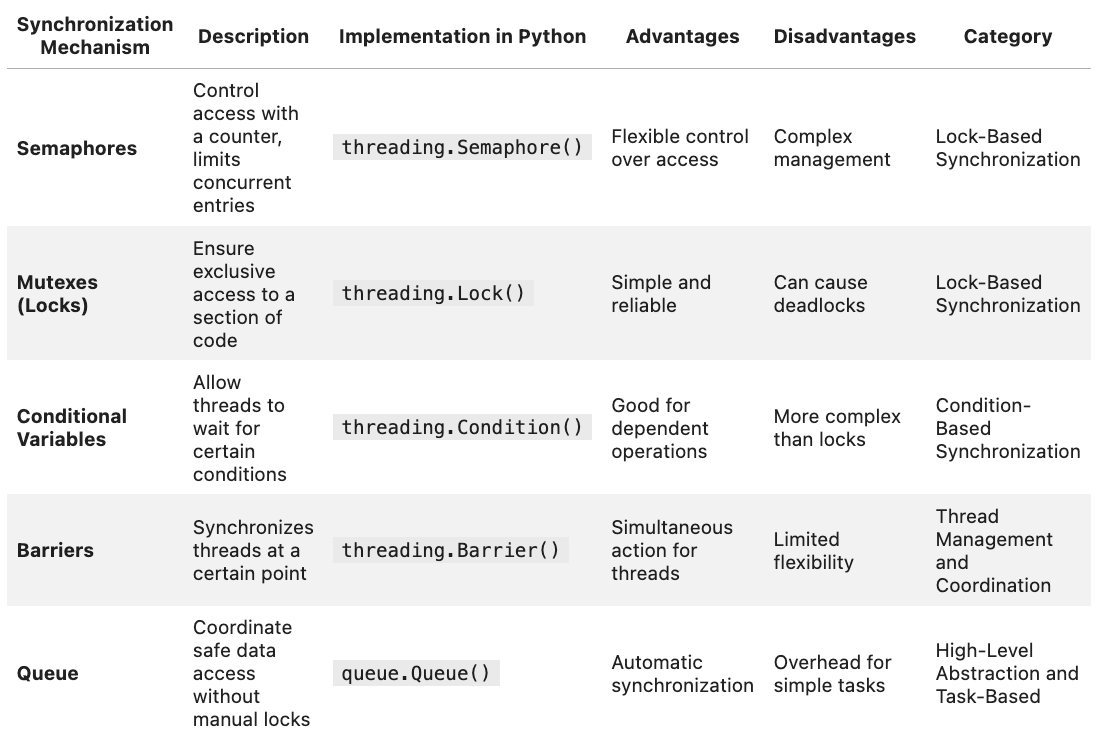 Synchronization Mechanism Description Implementation in Python Advantages Disadvantages Category
Semaphores
Control
access with
a counter,
limits
concurrent
entries
threading.Semaphore()
Flexible control
over access
Complex
management
Lock-Based
Synchronization
Mutexes
(Locks)
Ensure
exclusive
access to a
section of
code
threading.Lock()
Simple and
reliable
Can cause
deadlocks
Lock-Based
Synchronization
Conditional
Variables
Allow
threads to
wait for
certain
conditions
threading.Condition()
Good for
dependent
operations
More complex
than locks
Condition-
Based
Synchronization
Barriers
Synchronizes
threads at a
certain point
threading.Barrier()
Simultaneous
action for
threads
Limited
flexibility
Thread
Management
and
Coordination
Queue
Coordinate
safe data
access
without
manual locks
queue.Queue()
Automatic
synchronization
Overhead for
simple tasks
High-Level
Abstraction and
Task-Based